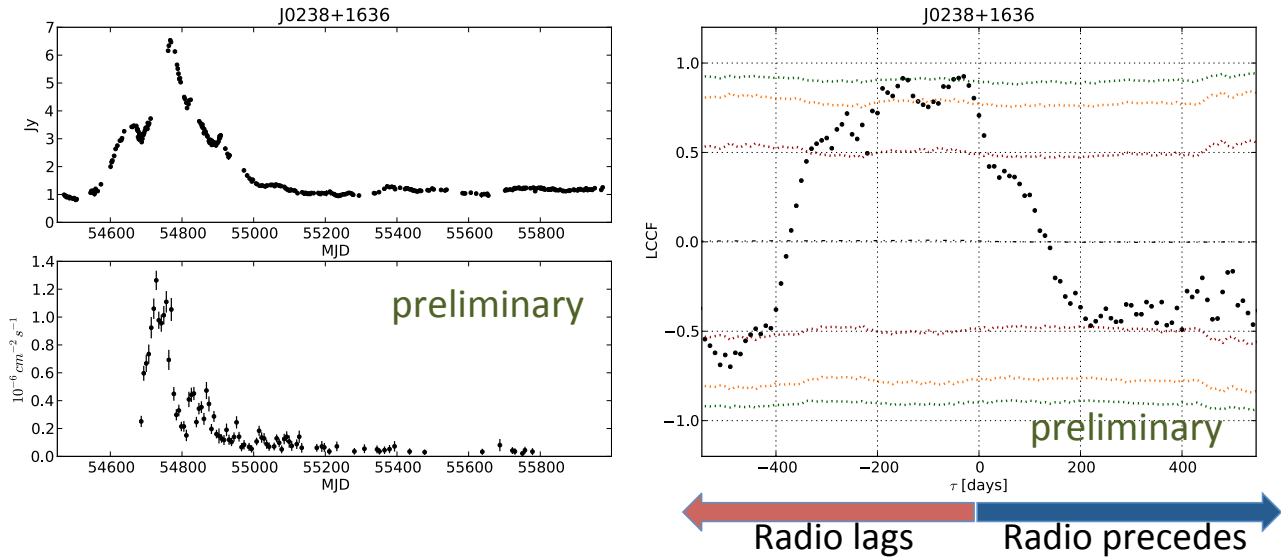 J0238+1636
7
6
5
4
3
2
1
0
Jy
54600 54800 55000 55200 55400 55600 55800
MJD
1.4
1.2
1.0
0.8
0.6
0.4
0.2
0.0
10⁻⁶ cm⁻² s⁻¹
preliminary
54600 54800 55000 55200 55400 55600 55800
MJD
J0238+1636
1.0
0.5
0.0
−0.5
−1.0
LCCF
preliminary
−400 −200 0 200 400
τ [days]
Radio lags Radio precedes